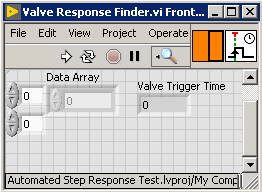 Valve Response Finder.vi Front...
File Edit View Project Operate
Data Array
Valve Trigger Time
0
0
0
0
Automated Step Response Test.lvproj/My Comp